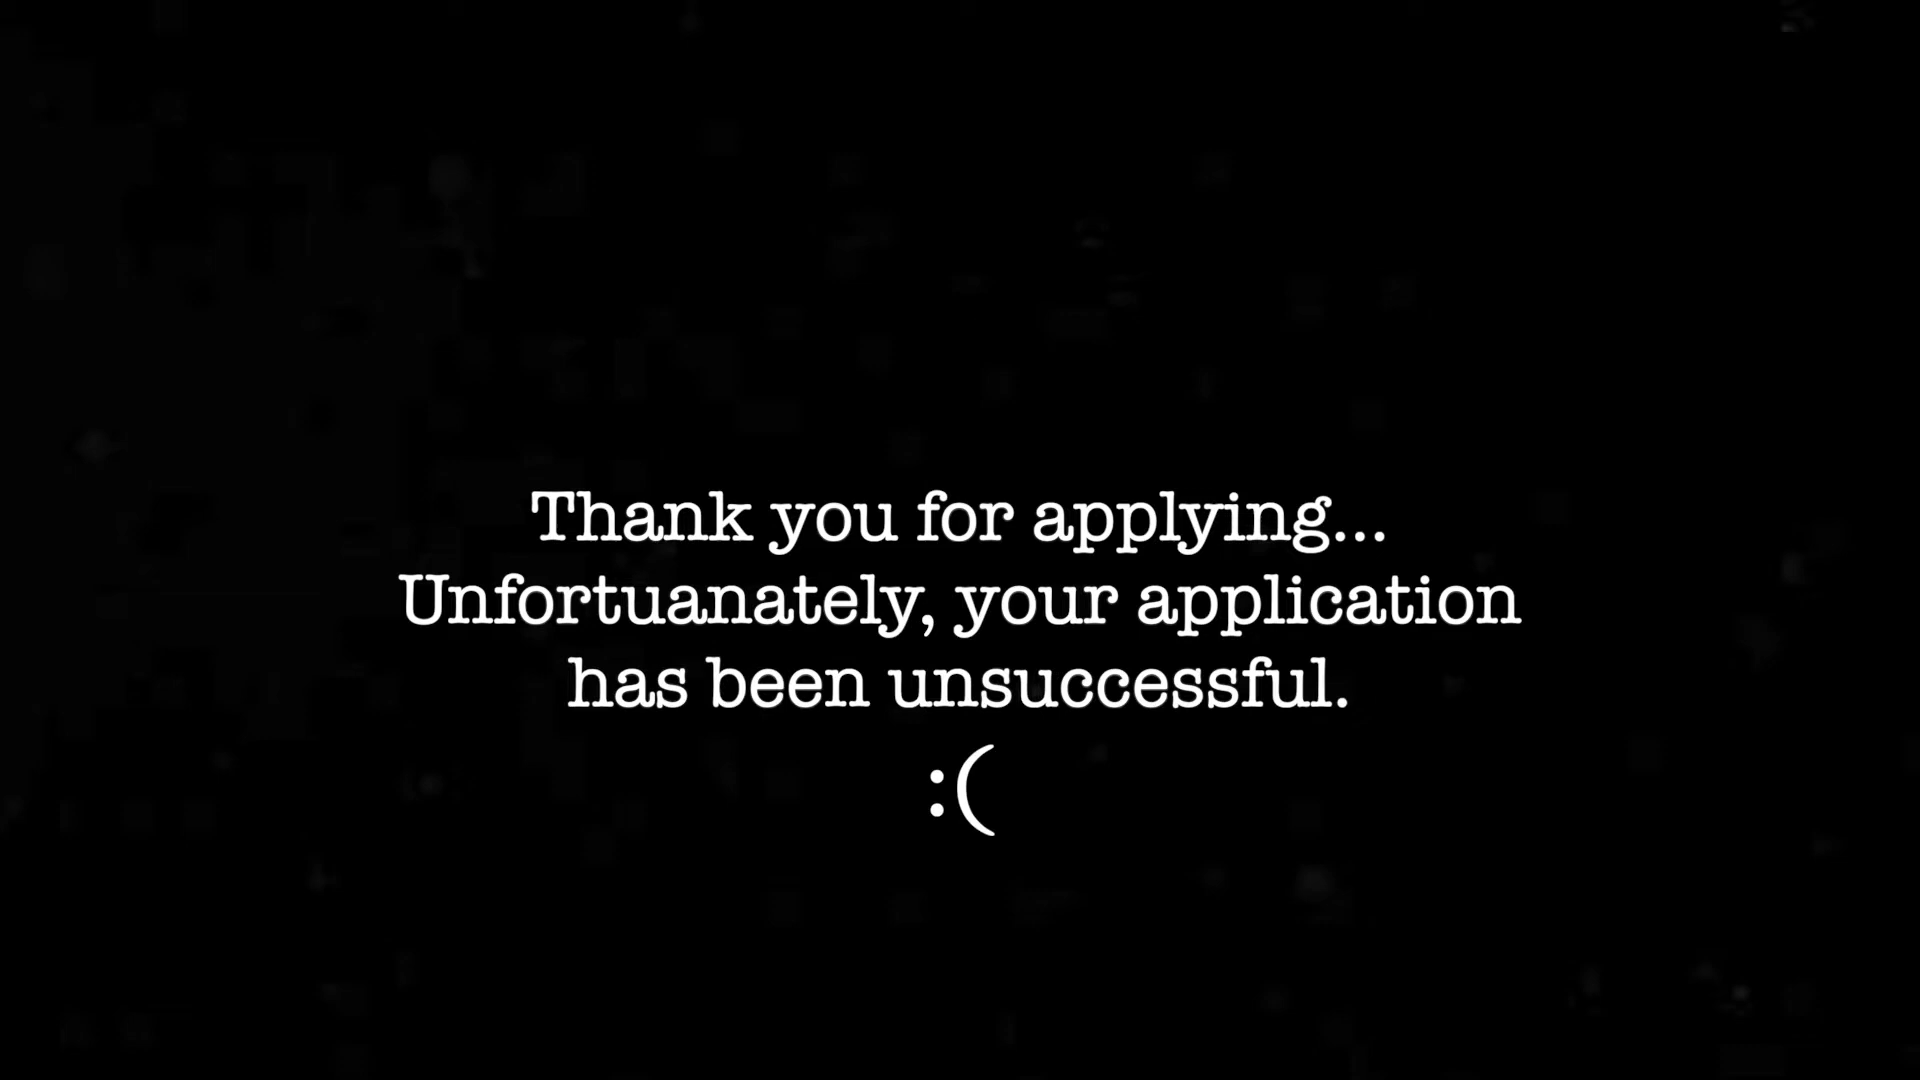 Thank you for applying...
Unfortuanately, your application
has been unsuccessful.
:(